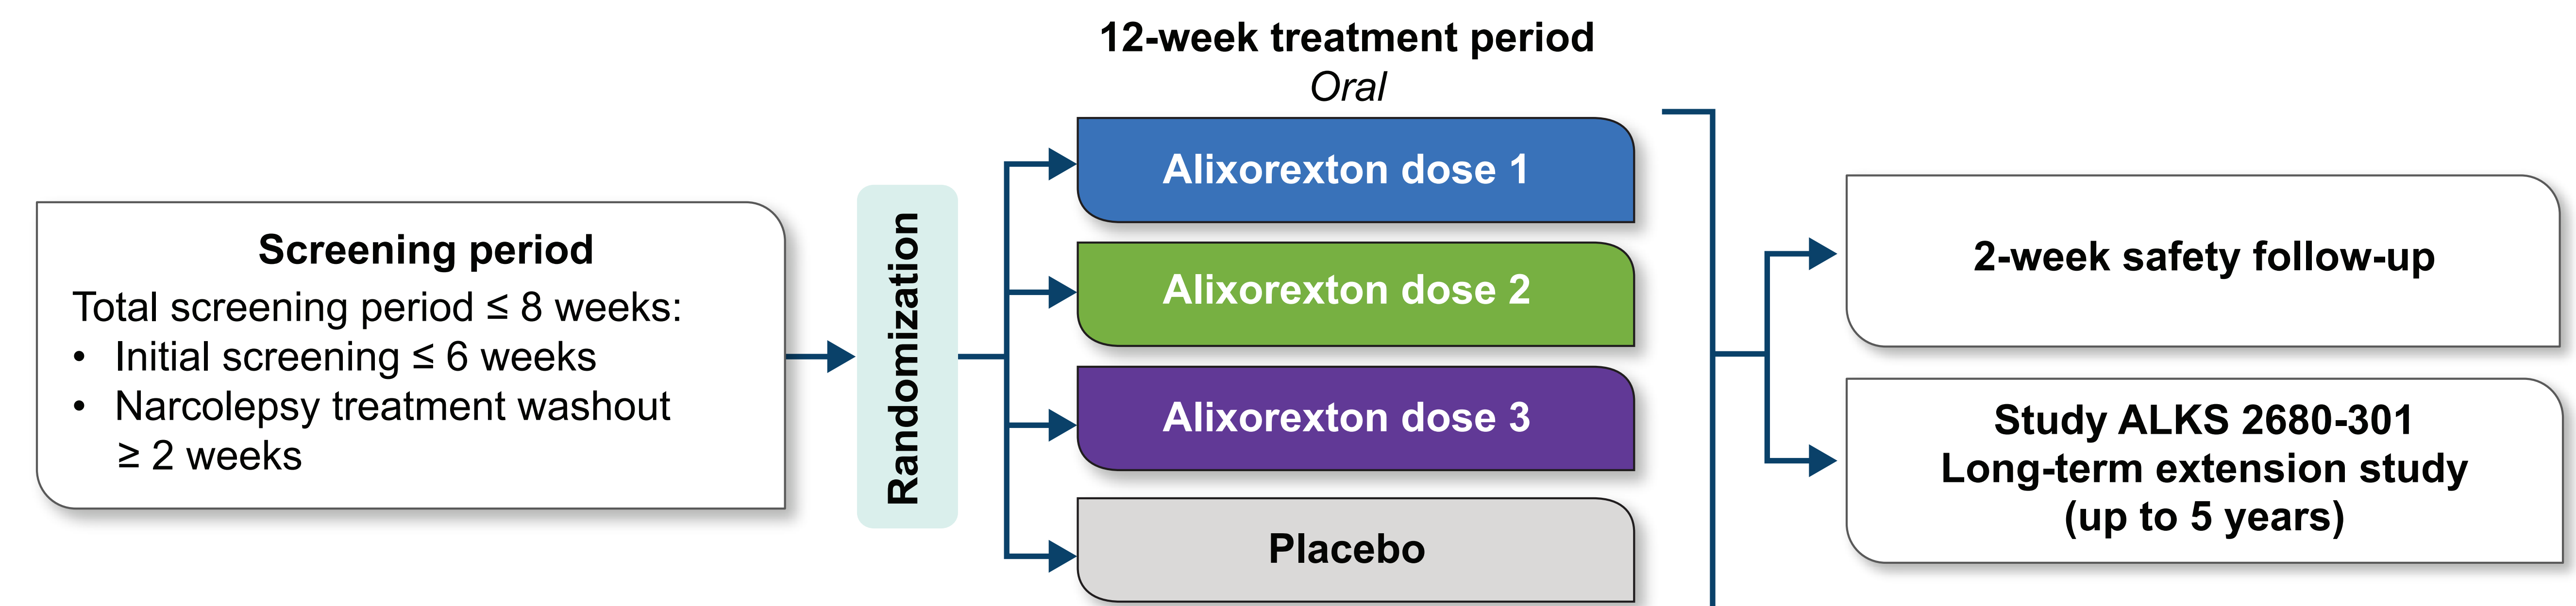 12-week treatment period
Oral
Screening period
Total screening period ≤ 8 weeks:
• Initial screening ≤ 6 weeks
• Narcolepsy treatment washout
≥ 2 weeks
Randomization
Alixorexton dose 1
Alixorexton dose 2
Alixorexton dose 3
Placebo
2-week safety follow-up
Study ALKS 2680-301
Long-term extension study
(up to 5 years)